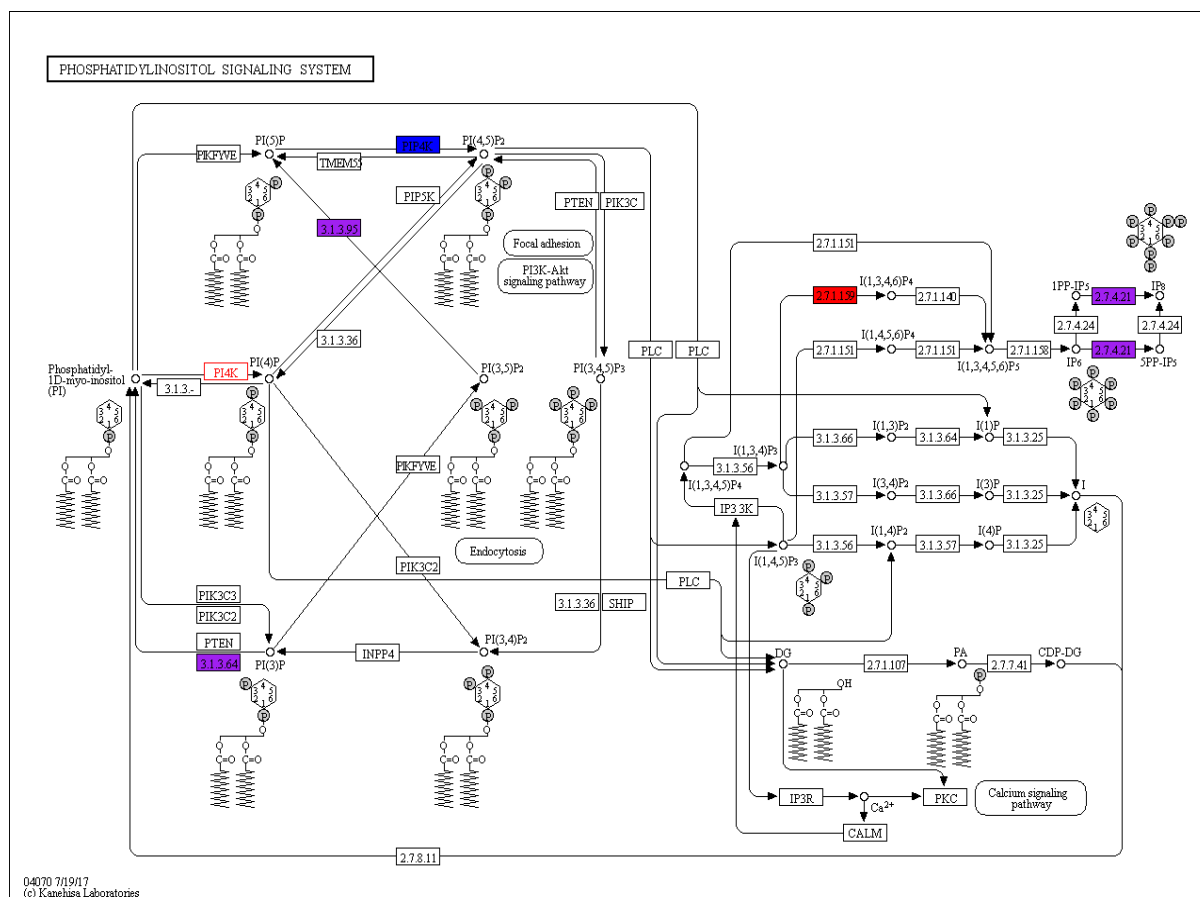 PHOSPHATIDYLINOSITOL SIGNALING SYSTEM
PIKFYVE
PI(5)P
PIP4K
TMEM55
PI(4,5)P2
PIP5K
PTEN
PIK3C
3.1.3.95
Focal adhesion
PI3K-Akt
signaling pathway
3.1.3.36
Phosphatidyl-
1D-myo-inositol
(PI)
PI4K
3.1.3.-
PI(4)P
PI(3,5)P2
PI(3,4,5)P3
PLC
PLC
PIKFYVE
Endocytosis
PIK3C2
PLC
PIK3C3
PIK3C2
PTEN
3.1.3.64
PI(3)P
INPP4
PI(3,4)P2
3.1.3.36
SHIP
2.7.1.151
I(1,3,4,6)P4
2.7.1.159
2.7.1.140
I(1,4,5,6)P4
2.7.1.151
2.7.1.151
I(1,3,4,5,6)P5
2.7.1.158
IP6
1PP-IP5
2.7.4.21
IP8
2.7.4.24
2.7.4.24
2.7.4.21
5PP-IP5
I(1,3,4)P3
3.1.3.56
I(1,3,4,5)P4
IP3 3K
I(1,3)P2
3.1.3.66
3.1.3.64
I(1)P
3.1.3.25
I(3,4)P2
3.1.3.57
3.1.3.66
I(3)P
3.1.3.25
I
I(1,4)P2
I(1,4,5)P3
3.1.3.56
3.1.3.57
I(4)P
3.1.3.25
DG
2.7.1.107
PA
2.7.7.41
CDP-DG
OH
IP3R
Ca2+
PKC
CALM
Calcium signaling
pathway
2.7.8.11
04070 7/19/17
(c) Kanehisa Laboratories